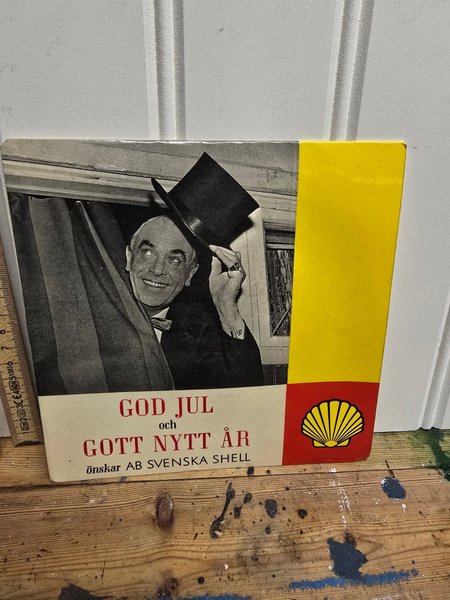 GOD JUL
och
GOTT NYTT ÅR
önskar AB SVENSKA SHELL